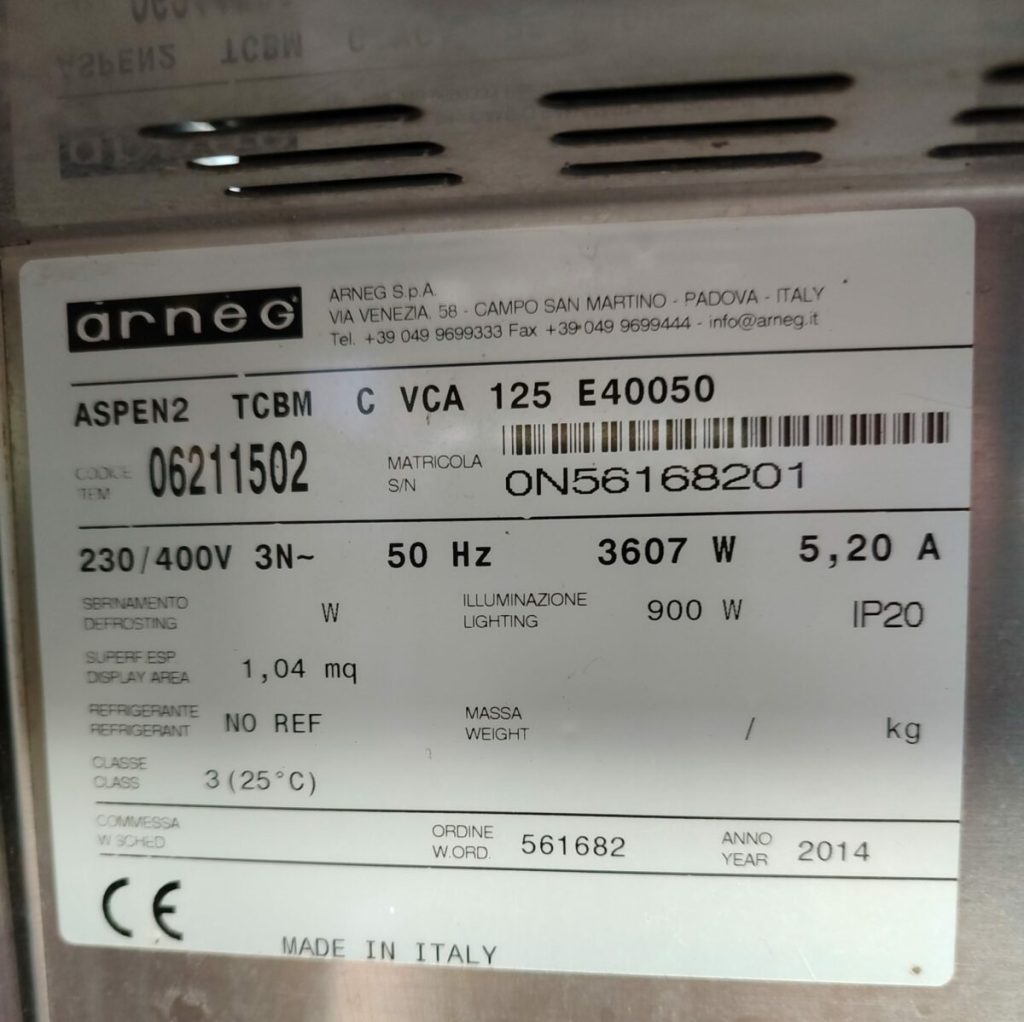 arneg
ARNEG S.p.A.
VIA VENEZIA, 58 - CAMPO SAN MARTINO - PADOVA - ITALY
Tel. +39 049 9699333 Fax +39 049 9699444 - info@arneg.it
ASPEN2 TCBM C VCA 125 E40050
CODICE 06211502 MATRICOLA
ITEM S/N 0N56168201
230/400V 3N~ 50 Hz 3607 W 5,20 A
SBRINAMENTO W ILLUMINAZIONE 900 W IP20
DEFROSTING LIGHTING
SUPERF.ESP 1,04 mq
DISPLAY AREA
REFRIGERANTE NO REF MASSA / kg
REFRIGERANT WEIGHT
CLASSE 3(25°C)
CLASS
COMMESSA ORDINE 561682 ANNO 2014
W.SCHED W.ORD. YEAR
CE
MADE IN ITALY